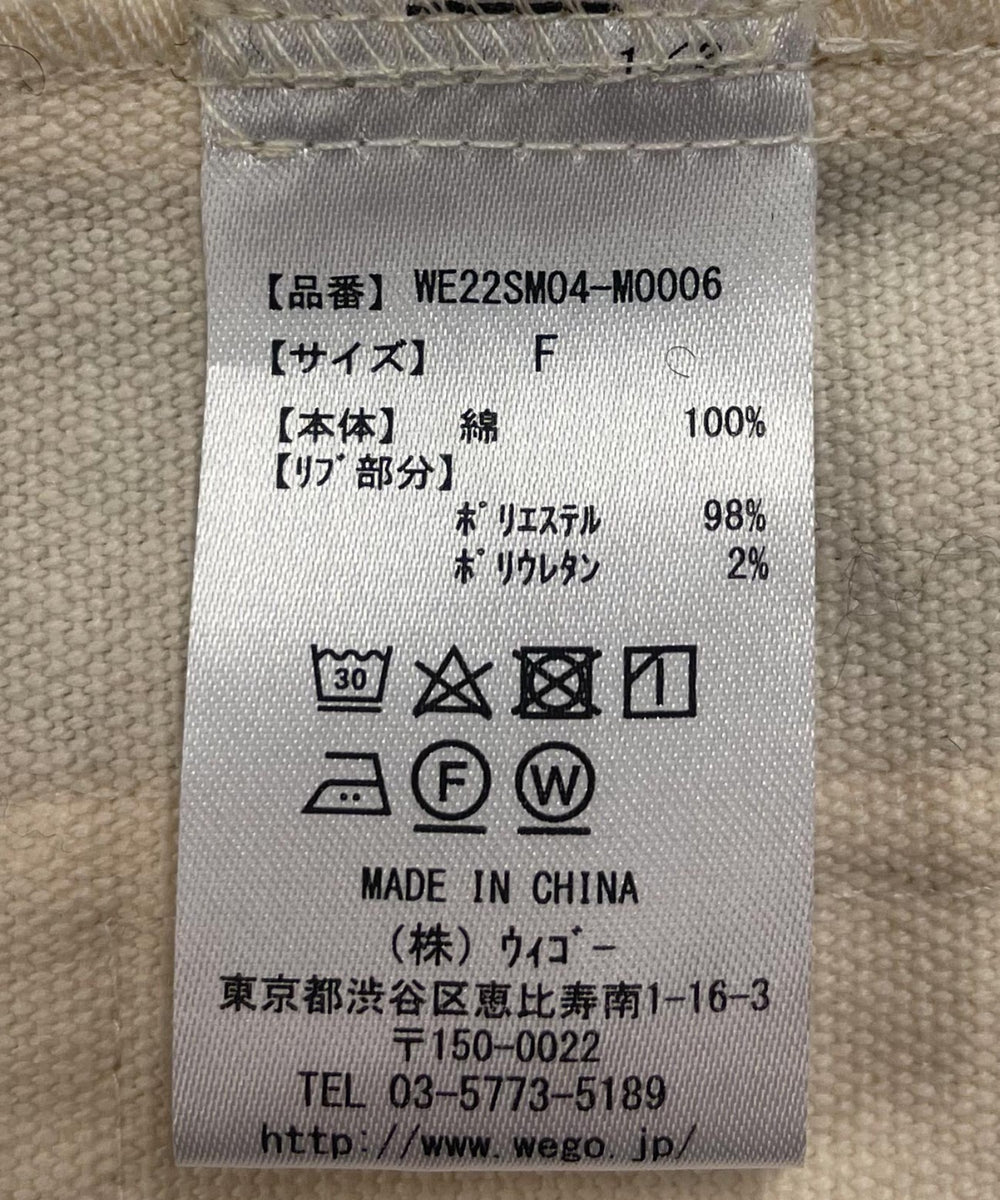 1/3
【品番】 WE22SM04-M0006
【サイズ】 F
【本体】 綿 100%
【ﾘﾌﾞ部分】
ﾎﾟﾘｴｽﾃﾙ 98%
ﾎﾟﾘｳﾚﾀﾝ 2%
30
F W
MADE IN CHINA
(株) ｳｨｺﾞｰ
東京都渋谷区恵比寿南1-16-3
〒150-0022
TEL 03-5773-5189
http://www.wego.jp/